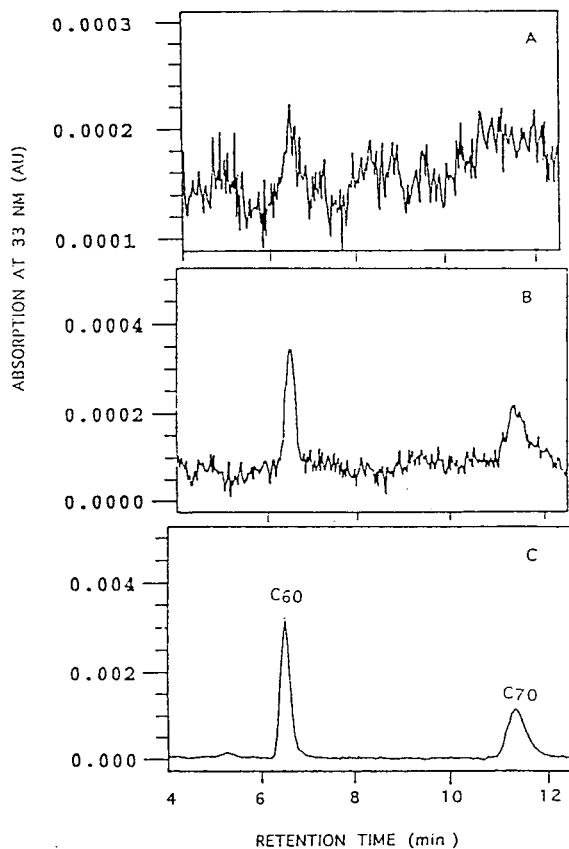 ABSORPTION AT 33 NM (AU)
0.0003
0.0002
0.0001
A
0.0004
0.0002
0.0000
B
0.004
0.002
0.000
C
C60
C70
4 6 8 10 12
RETENTION TIME (min)